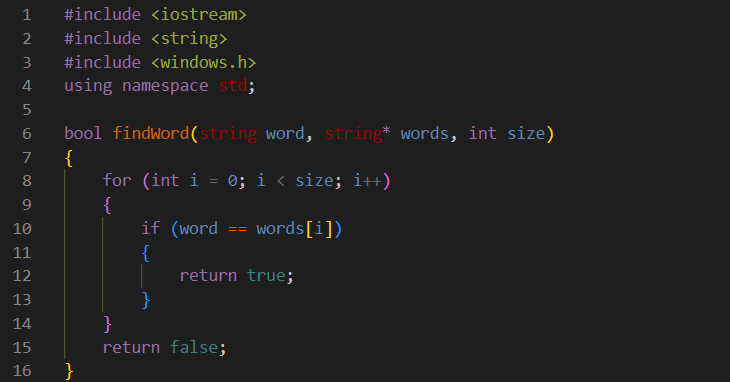 1 #include <iostream>
2 #include <string>
3 #include <windows.h>
4 using namespace std;
5
6 bool findWord(string word, string* words, int size)
7 {
8     for (int i = 0; i < size; i++)
9     {
10         if (word == words[i])
11         {
12             return true;
13         }
14     }
15     return false;
16 }